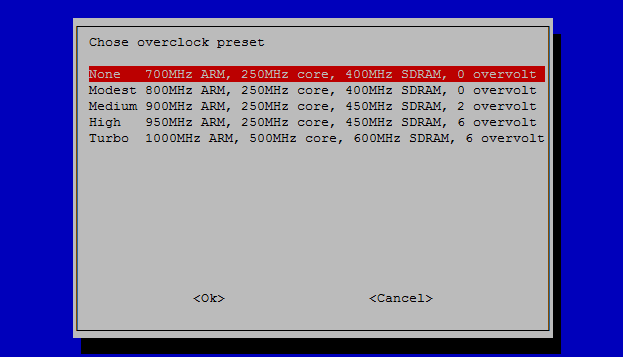 Chose overclock preset
None   700MHz ARM, 250MHz core, 400MHz SDRAM, 0 overvolt
Modest 800MHz ARM, 250MHz core, 400MHz SDRAM, 0 overvolt
Medium 900MHz ARM, 250MHz core, 450MHz SDRAM, 2 overvolt
High   950MHz ARM, 250MHz core, 450MHz SDRAM, 6 overvolt
Turbo  1000MHz ARM, 500MHz core, 600MHz SDRAM, 6 overvolt
<Ok> <Cancel>